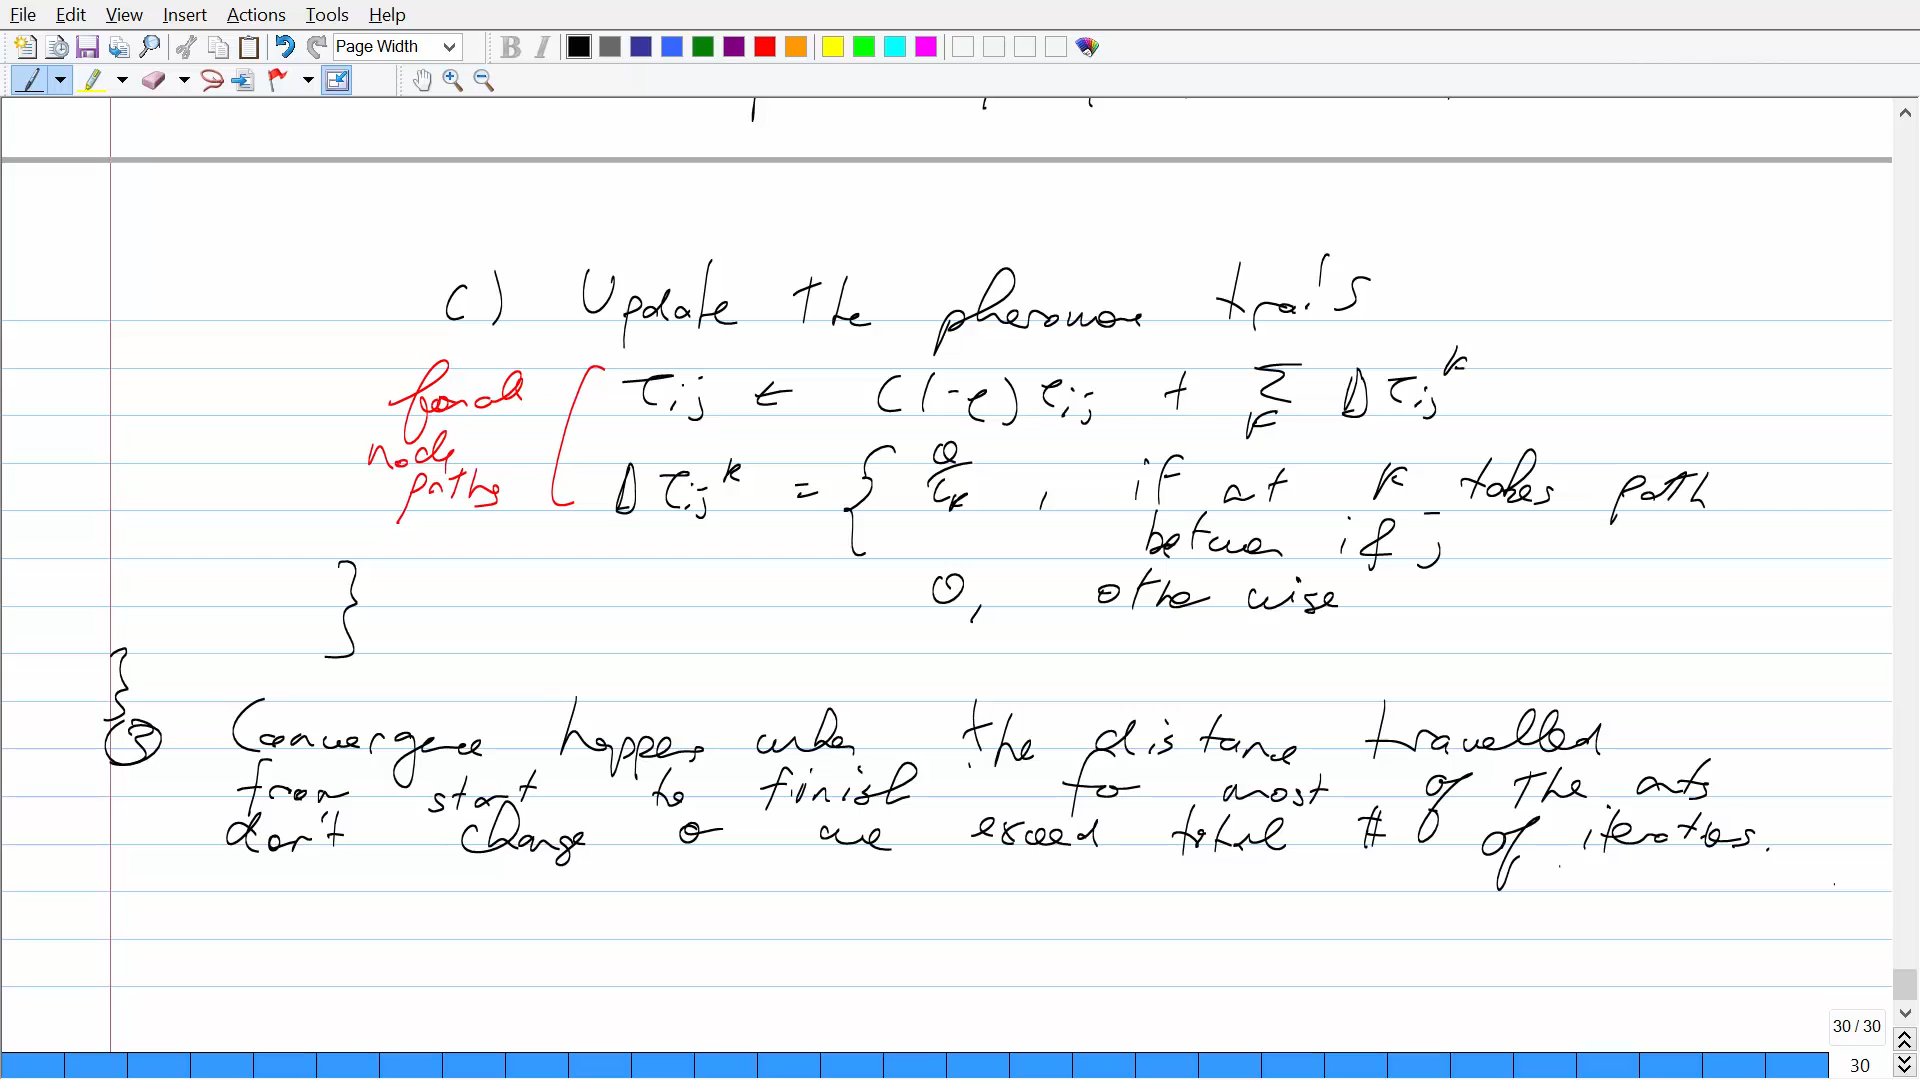 File Edit View Insert Actions Tools Help
Page Width
B I
c) Update the pheromone trails
for all node paths
τij ← (1-ρ) τij + Σk Δτij^k
Δτij^k = { Q/Lk , if ant k takes path
between i & j
0, otherwise
}
}
③ Convergence happens when the distance travelled
from start to finish for most of the ants
don't change or we exceed total # of iterations.
30 / 30
30